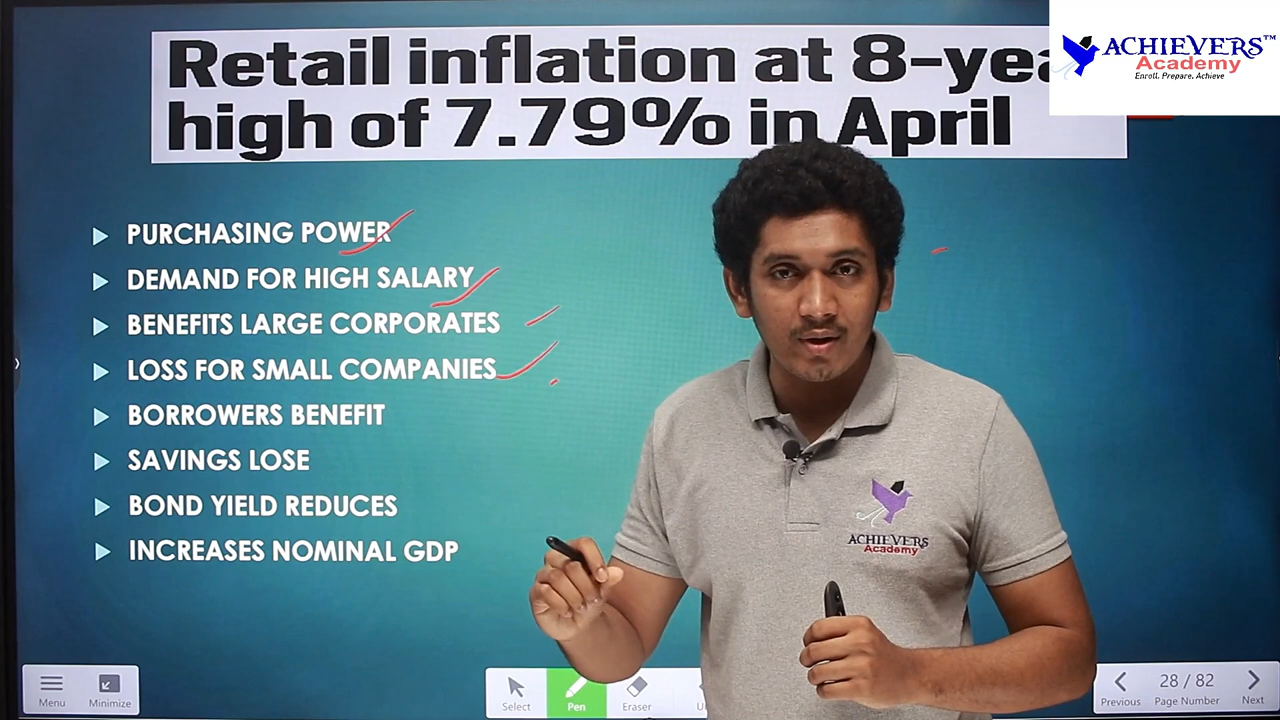 Retail inflation at 8-yea
high of 7.79% in April
ACHIEVERS™
Academy
Enroll. Prepare. Achieve
PURCHASING POWER
DEMAND FOR HIGH SALARY
BENEFITS LARGE CORPORATES
LOSS FOR SMALL COMPANIES
BORROWERS BENEFIT
SAVINGS LOSE
BOND YIELD REDUCES
INCREASES NOMINAL GDP
ACHIEVERS
Academy
Menu
Minimize
Select
Pen
Eraser
28 / 82
Previous
Page Number
Next